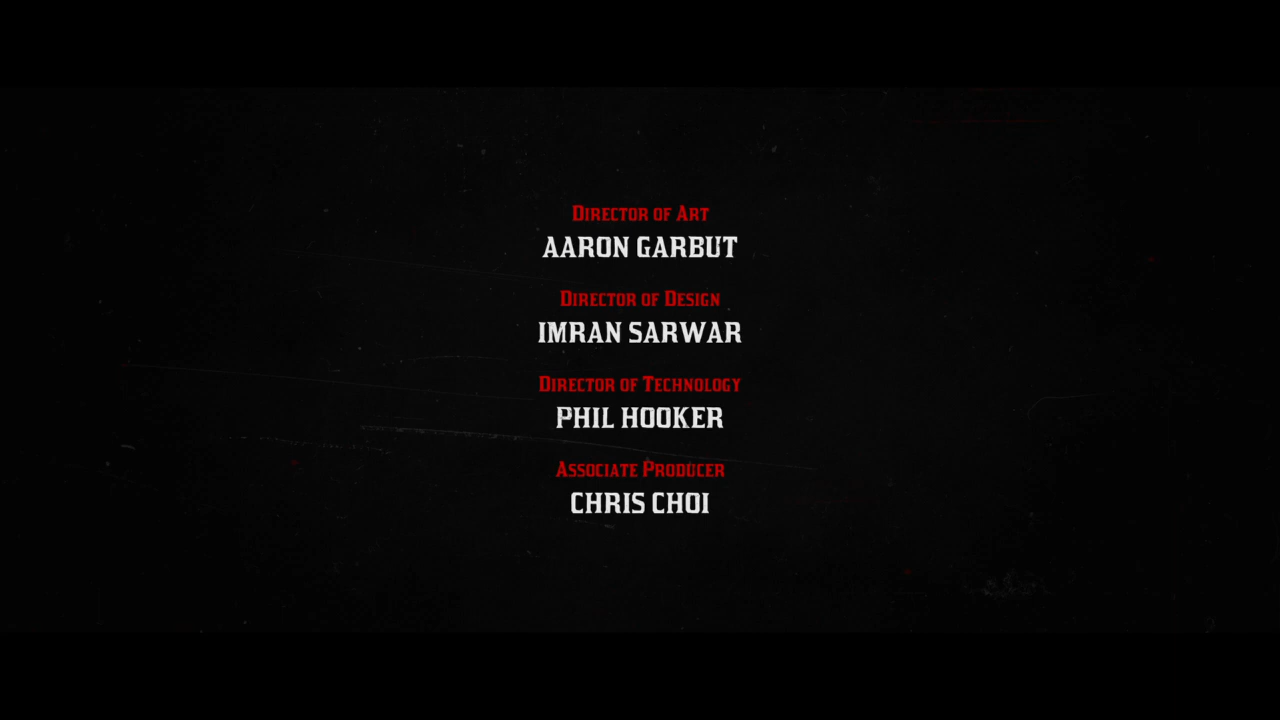 Director of Art
AARON GARBUT
Director of Design
IMRAN SARWAR
Director of Technology
PHIL HOOKER
Associate Producer
CHRIS CHOI